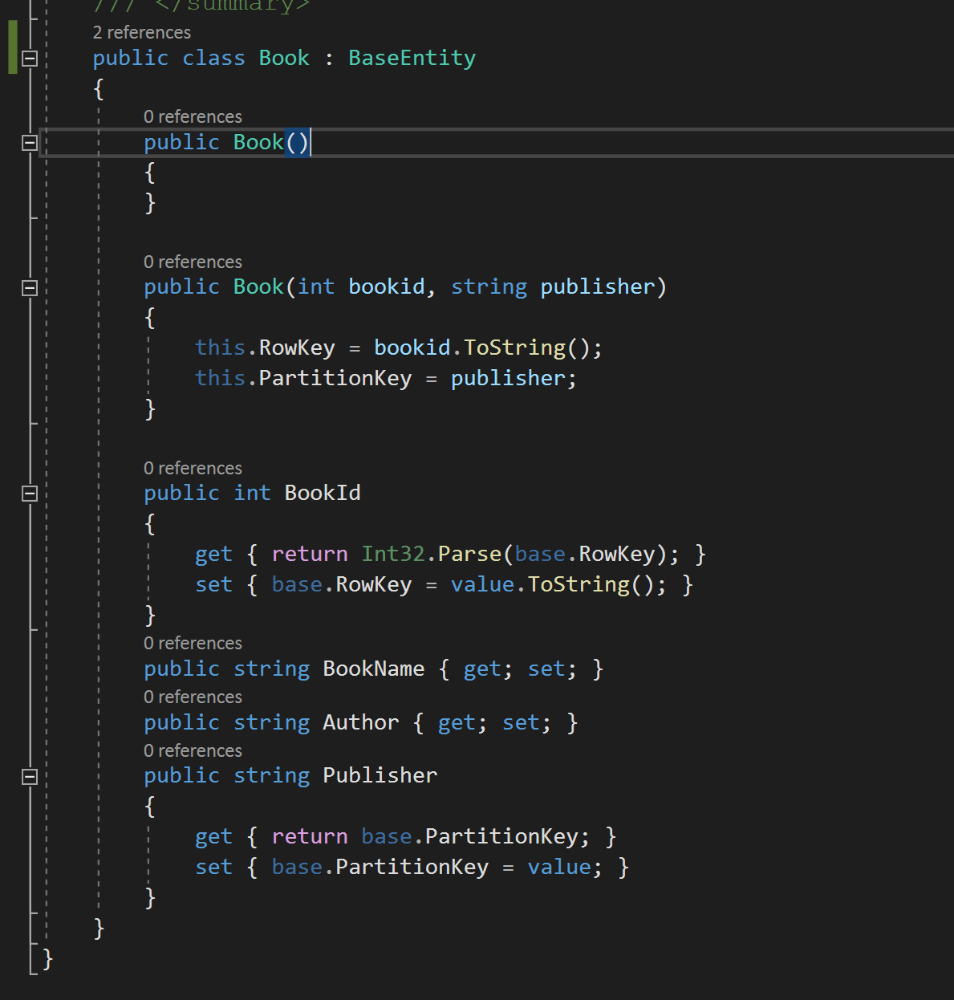 /// </summary>
2 references
public class Book : BaseEntity
{
0 references
public Book()
{
}
0 references
public Book(int bookid, string publisher)
{
this.RowKey = bookid.ToString();
this.PartitionKey = publisher;
}
0 references
public int BookId
{
get { return Int32.Parse(base.RowKey); }
set { base.RowKey = value.ToString(); }
}
0 references
public string BookName { get; set; }
0 references
public string Author { get; set; }
0 references
public string Publisher
{
get { return base.PartitionKey; }
set { base.PartitionKey = value; }
}
}
}